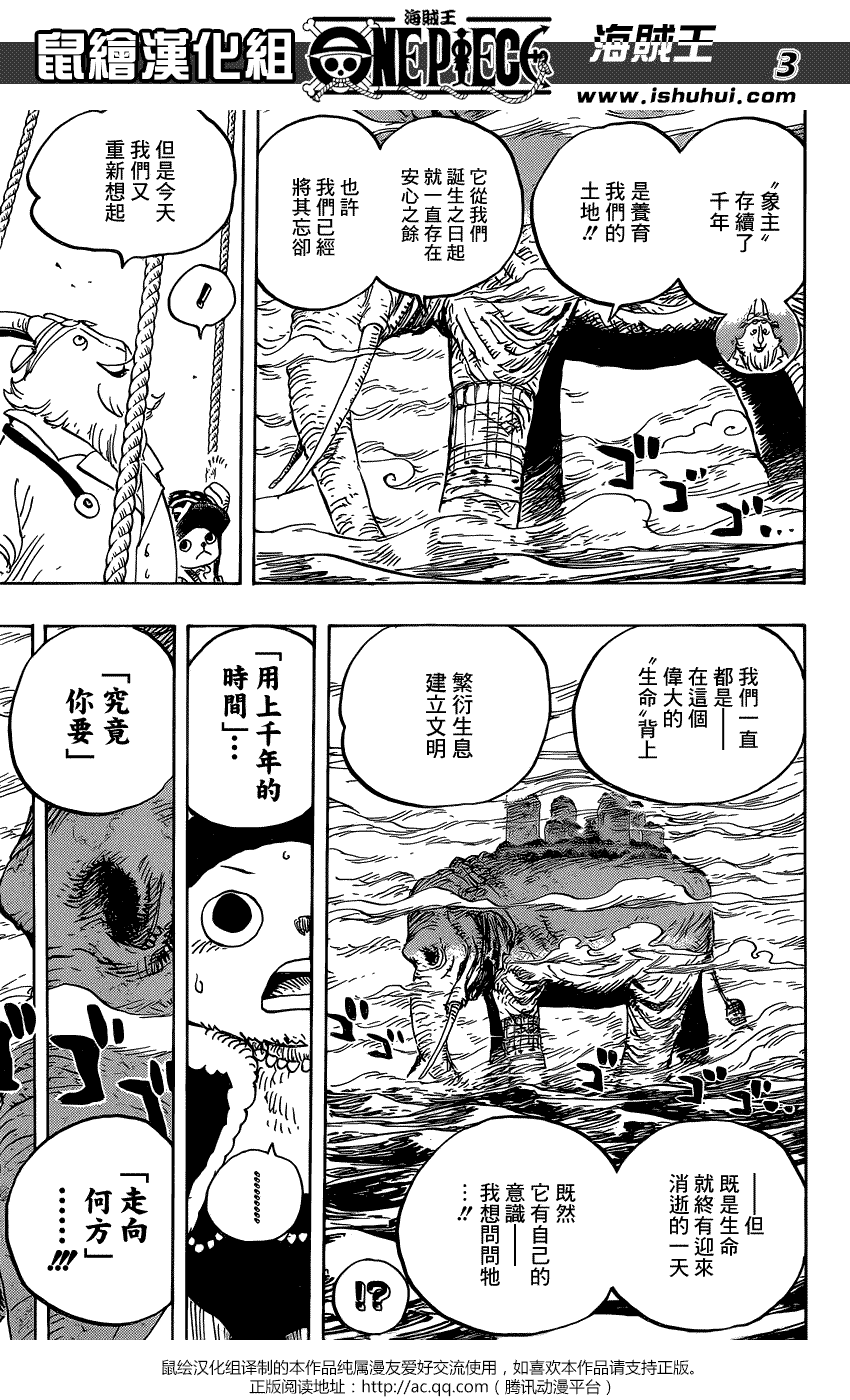 鼠繪漢化組
海賊王
ONE PIECE
海賊王
3
www.ishuhui.com
〝象主〞
存續了
千年
是養育
我們的
土地!!
它從我們
誕生之日起
就一直存在
安心之餘
也許
我們已經
將其忘卻
ゴゴゴ…
但是今天
我們又
重新想起
!
我們一直
都是——
在這個
偉大的
〝生命〞背上
繁衍生息
建立文明
ゴゴゴゴ…
——但
既是生命
就終有迎來
消逝的一天
既然
它有自己的
意識——
我想問問牠
…!!
!?
「用上千年的
時間」…
…………
「究竟
你要」
「走向
何方」
……!!!
鼠绘汉化组译制的本作品纯属漫友爱好交流使用，如喜欢本作品请支持正版。
正版阅读地址：http://ac.qq.com（腾讯动漫平台）